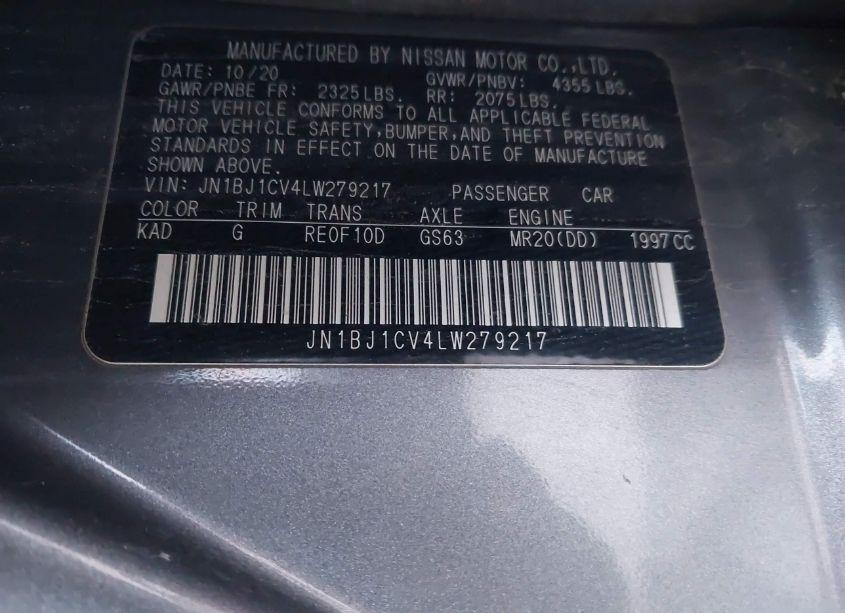 MANUFACTURED BY NISSAN MOTOR CO.,LTD.
DATE: 10/20 GVWR/PNBV: 4355 LBS.
GAWR/PNBE FR: 2325 LBS. RR: 2075 LBS.
THIS VEHICLE CONFORMS TO ALL APPLICABLE FEDERAL
MOTOR VEHICLE SAFETY, BUMPER, AND THEFT PREVENTION
STANDARDS IN EFFECT ON THE DATE OF MANUFACTURE
SHOWN ABOVE.
VIN: JN1BJ1CV4LW279217 PASSENGER CAR
COLOR TRIM TRANS AXLE ENGINE
KAD G RE0F10D GS63 MR20(DD) 1997 CC
JN1BJ1CV4LW279217